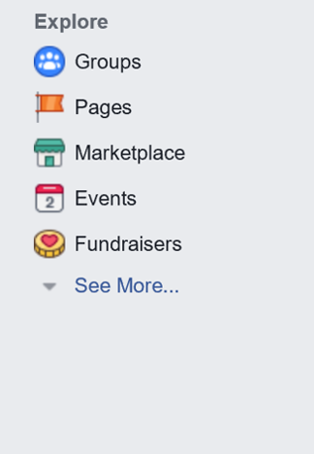 Explore
Groups
Pages
Marketplace
2
Events
Fundraisers
See More...